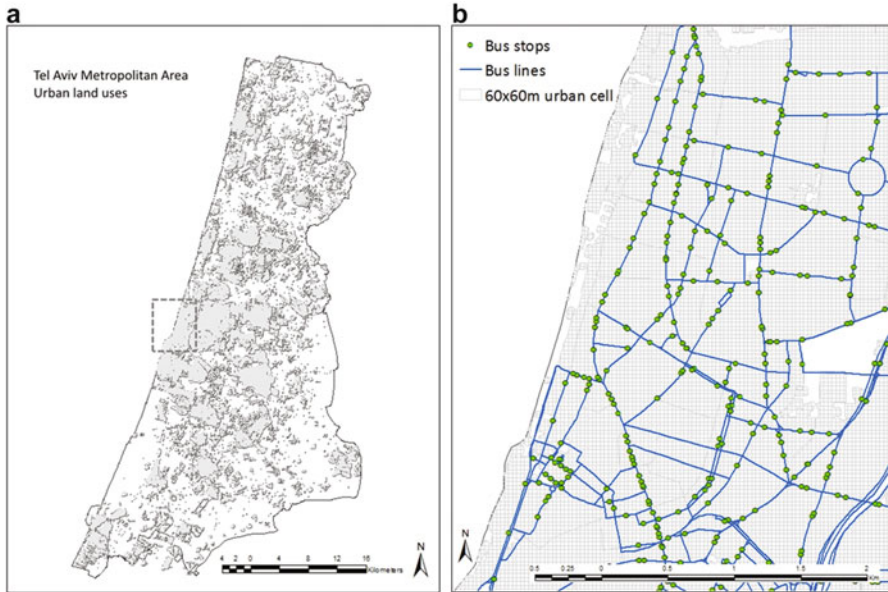 a
Tel Aviv Metropolitan Area
Urban land uses
4 2 0 4 8 12 16
Kilometers
N
b
Bus stops
Bus lines
60x60m urban cell
N
0.5 0.25 0 0.5 1 1.5 2
Km